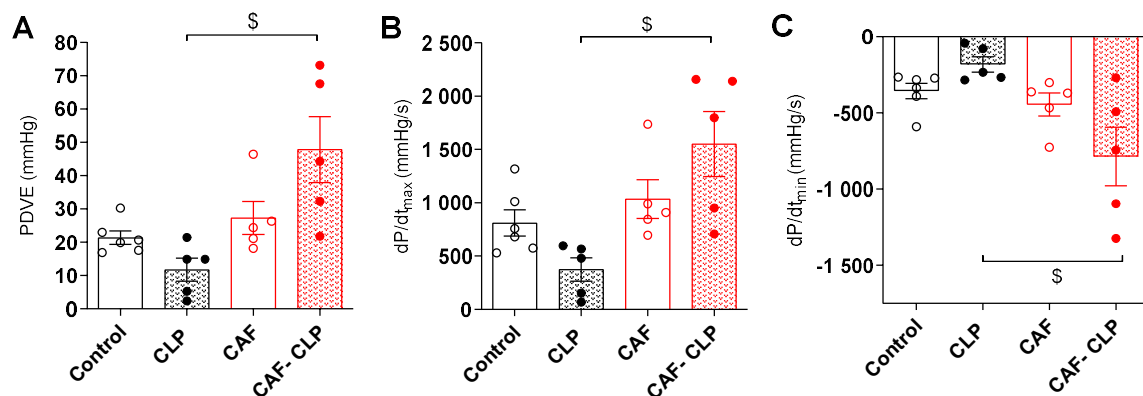 A
$
PDVE (mmHg)
80
70
60
50
40
30
20
10
0
Control
CLP
CAF
CAF- CLP
B
$
dP/dtmax (mmHg/s)
2 500
2 000
1 500
1 000
500
0
Control
CLP
CAF
CAF- CLP
C
dP/dtmin (mmHg/s)
0
-500
-1 000
-1 500
$
Control
CLP
CAF
CAF- CLP